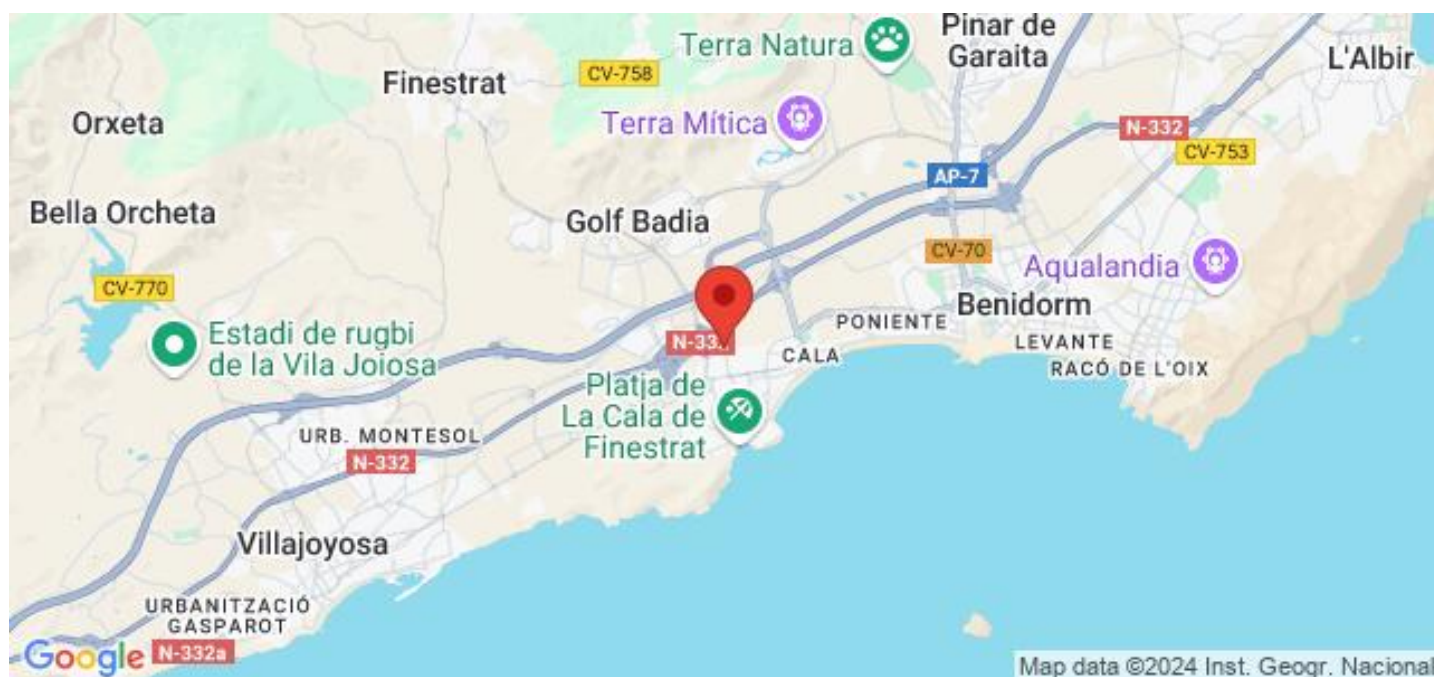 Terra Natura
Pinar de
Garaita
L'Albir
Finestrat
CV-758
Orxeta
Terra Mítica
N-332
CV-753
AP-7
Bella Orcheta
Golf Badia
CV-70
Aqualandia
CV-770
Benidorm
PONIENTE
Estadi de rugbi
de la Vila Joiosa
LEVANTE
CALA
RACÓ DE L'OIX
Platja de
La Cala de
Finestrat
URB. MONTESOL
N-332
Villajoyosa
URBANITZACIÓ
GASPAROT
N-332a
Google
Map data ©2024 Inst. Geogr. Nacional